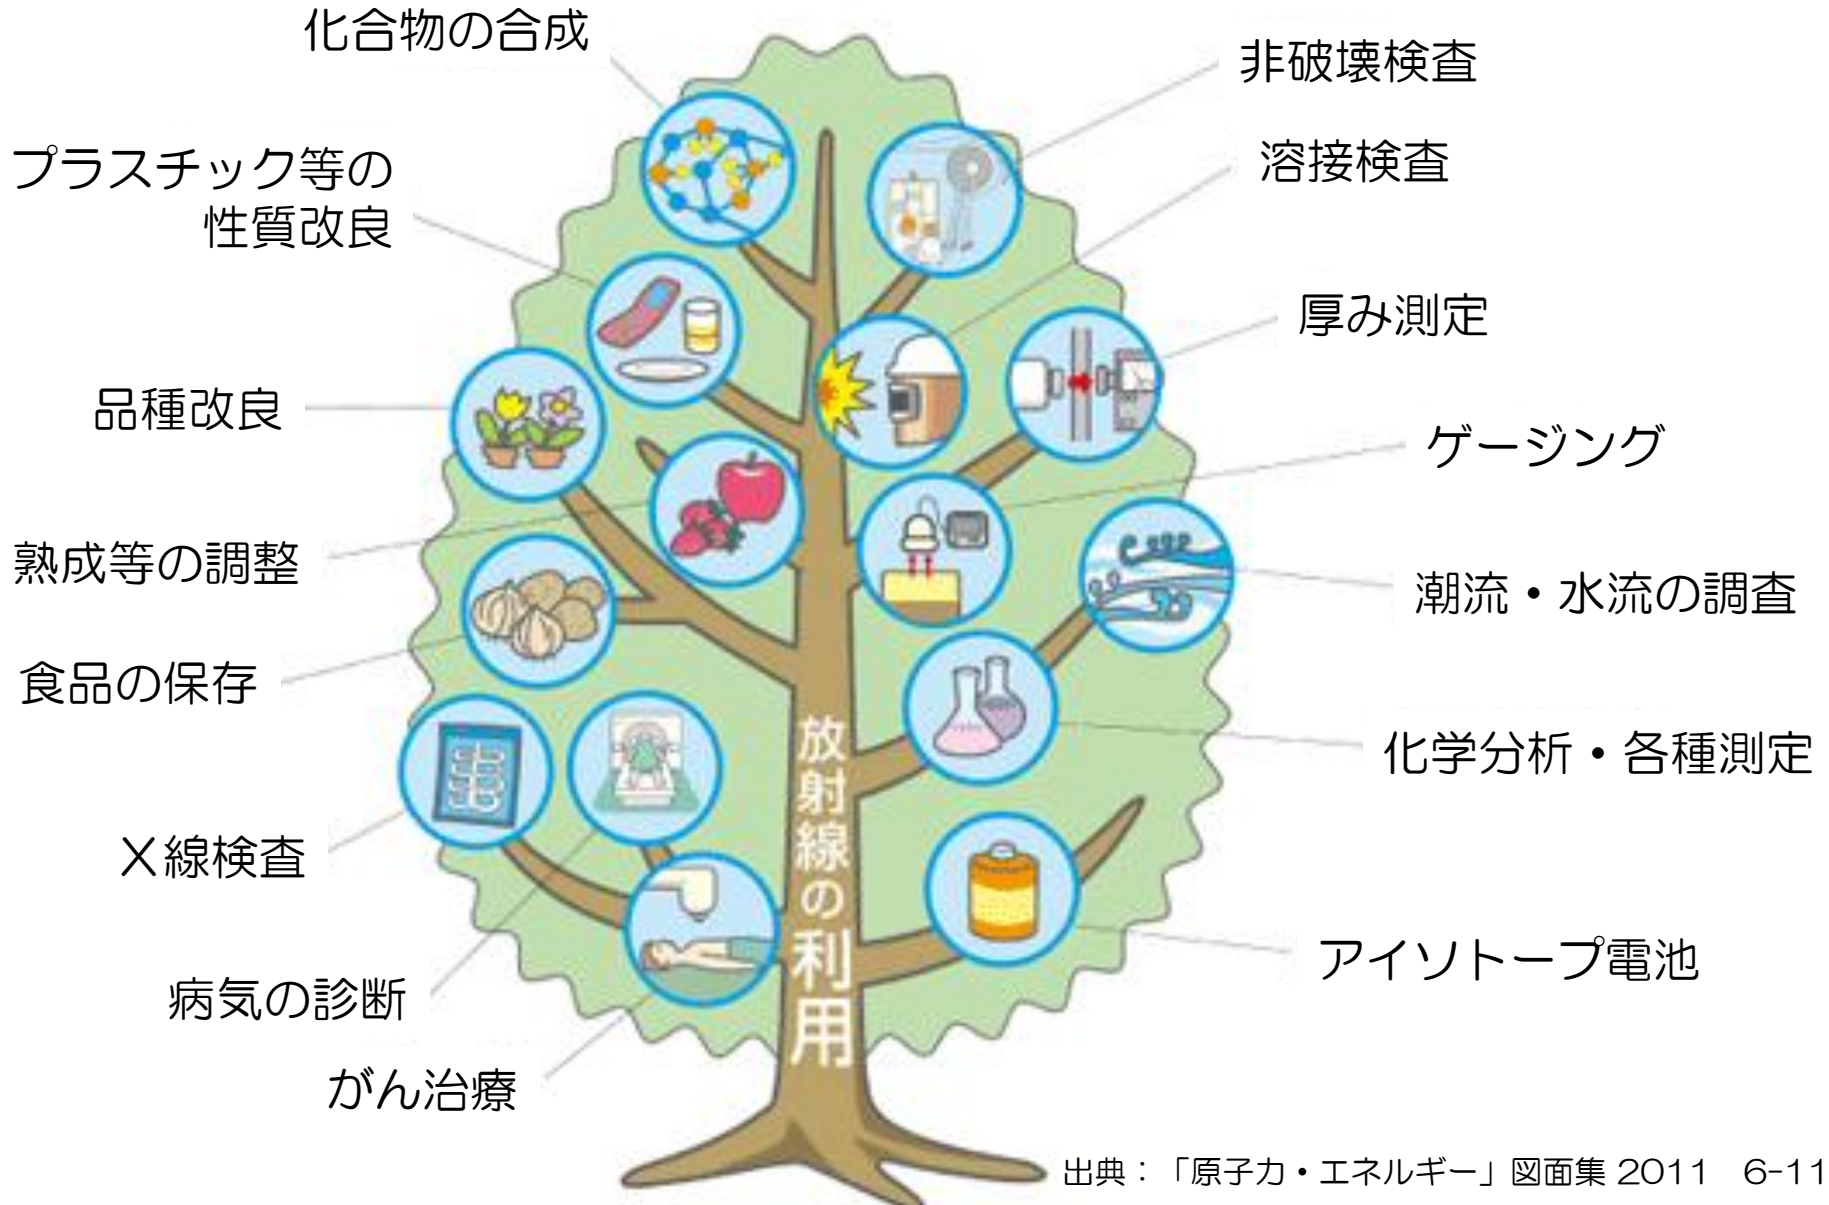 化合物の合成
非破壊検査
プラスチック等の
性質改良
溶接検査
厚み測定
品種改良
ゲージング
熟成等の調整
潮流・水流の調査
食品の保存
化学分析・各種測定
X線検査
アイソトープ電池
病気の診断
がん治療
放射線の利用
出典：「原子力・エネルギー」図面集 2011　6-11